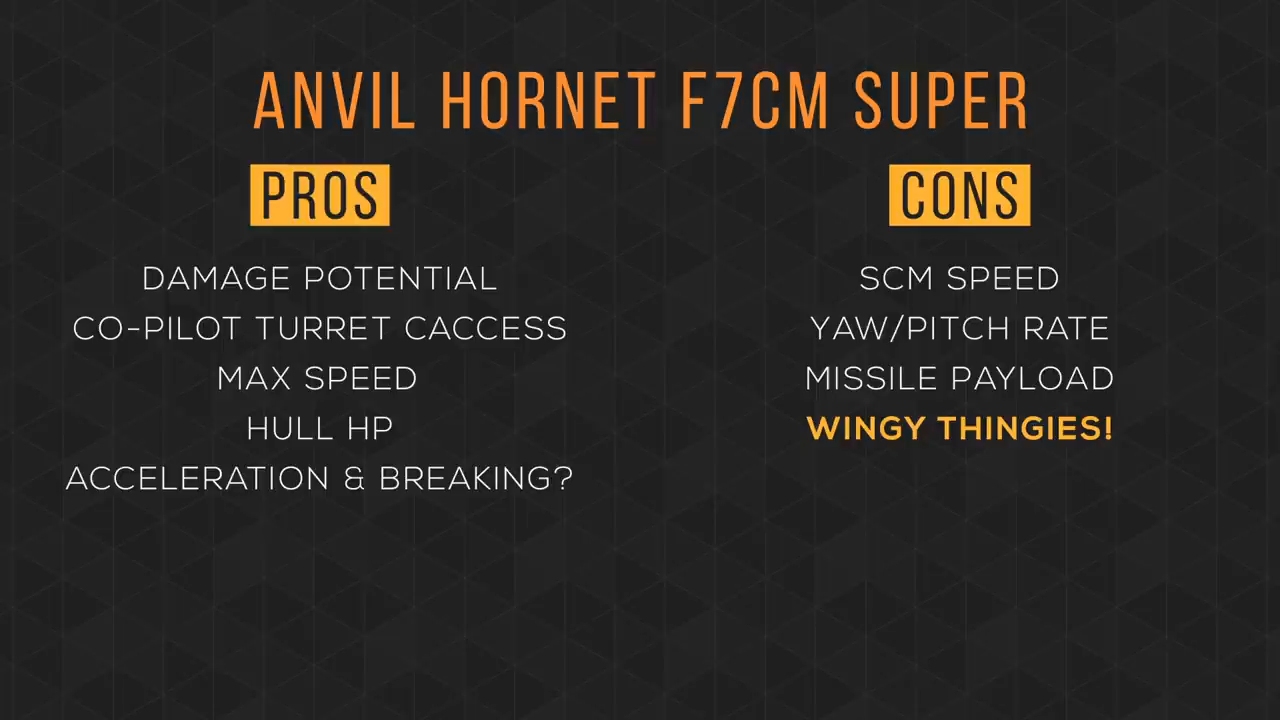 ANVIL HORNET F7CM SUPER
PROS
DAMAGE POTENTIAL
CO-PILOT TURRET CACCESS
MAX SPEED
HULL HP
ACCELERATION & BREAKING?
CONS
SCM SPEED
YAW/PITCH RATE
MISSILE PAYLOAD
WINGY THINGIES!